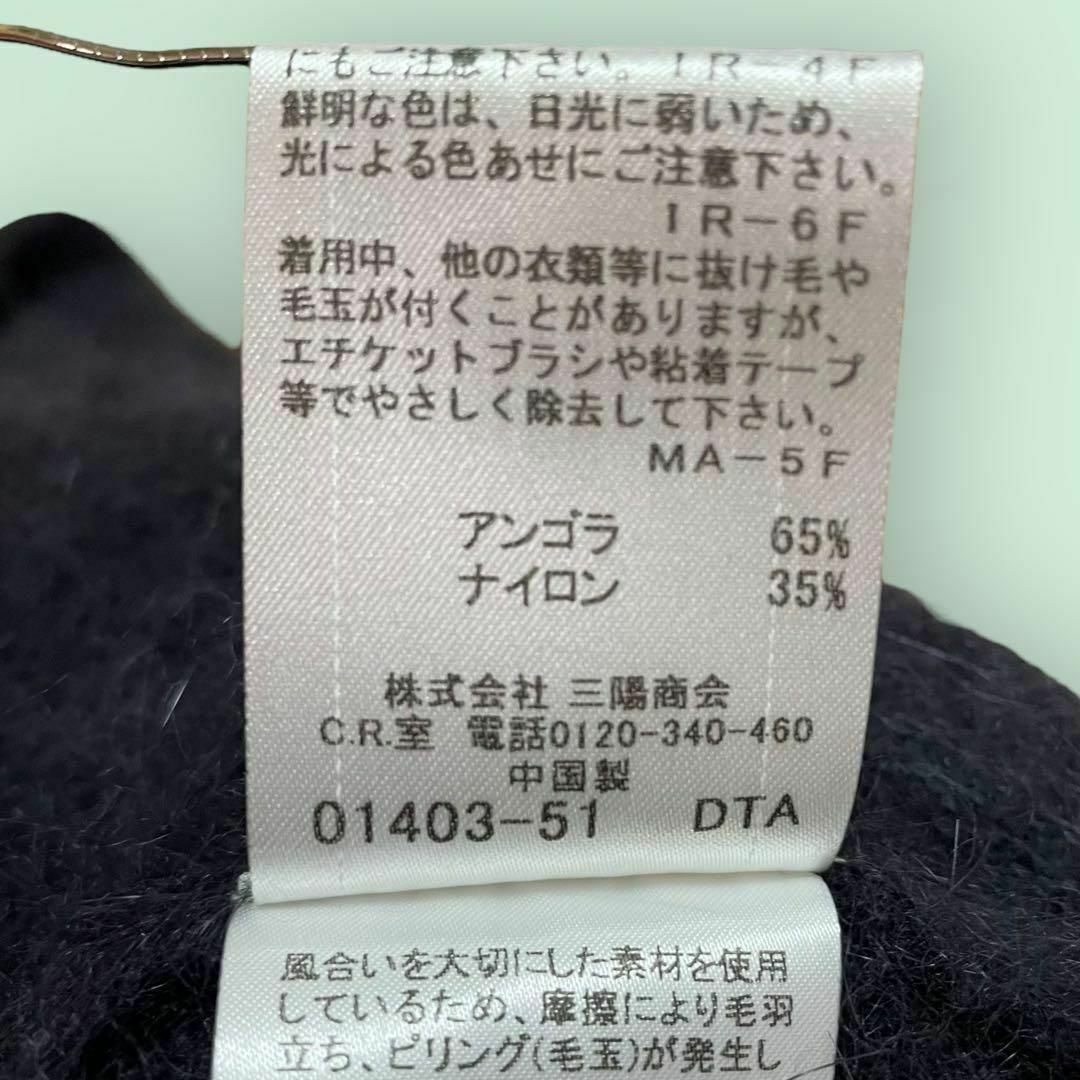 にもご注意下さい。IR-4F
鮮明な色は、日光に弱いため、
光による色あせにご注意下さい。
IR-6F
着用中、他の衣類等に抜け毛や
毛玉が付くことがありますが、
エチケットブラシや粘着テープ
等でやさしく除去して下さい。
MA-5F
アンゴラ 65%
ナイロン 35%
株式会社 三陽商会
C.R.室 電話0120-340-460
中国製
01403-51 DTA
風合いを大切にした素材を使用
しているため、摩擦により毛羽
立ち、ピリング(毛玉)が発生し